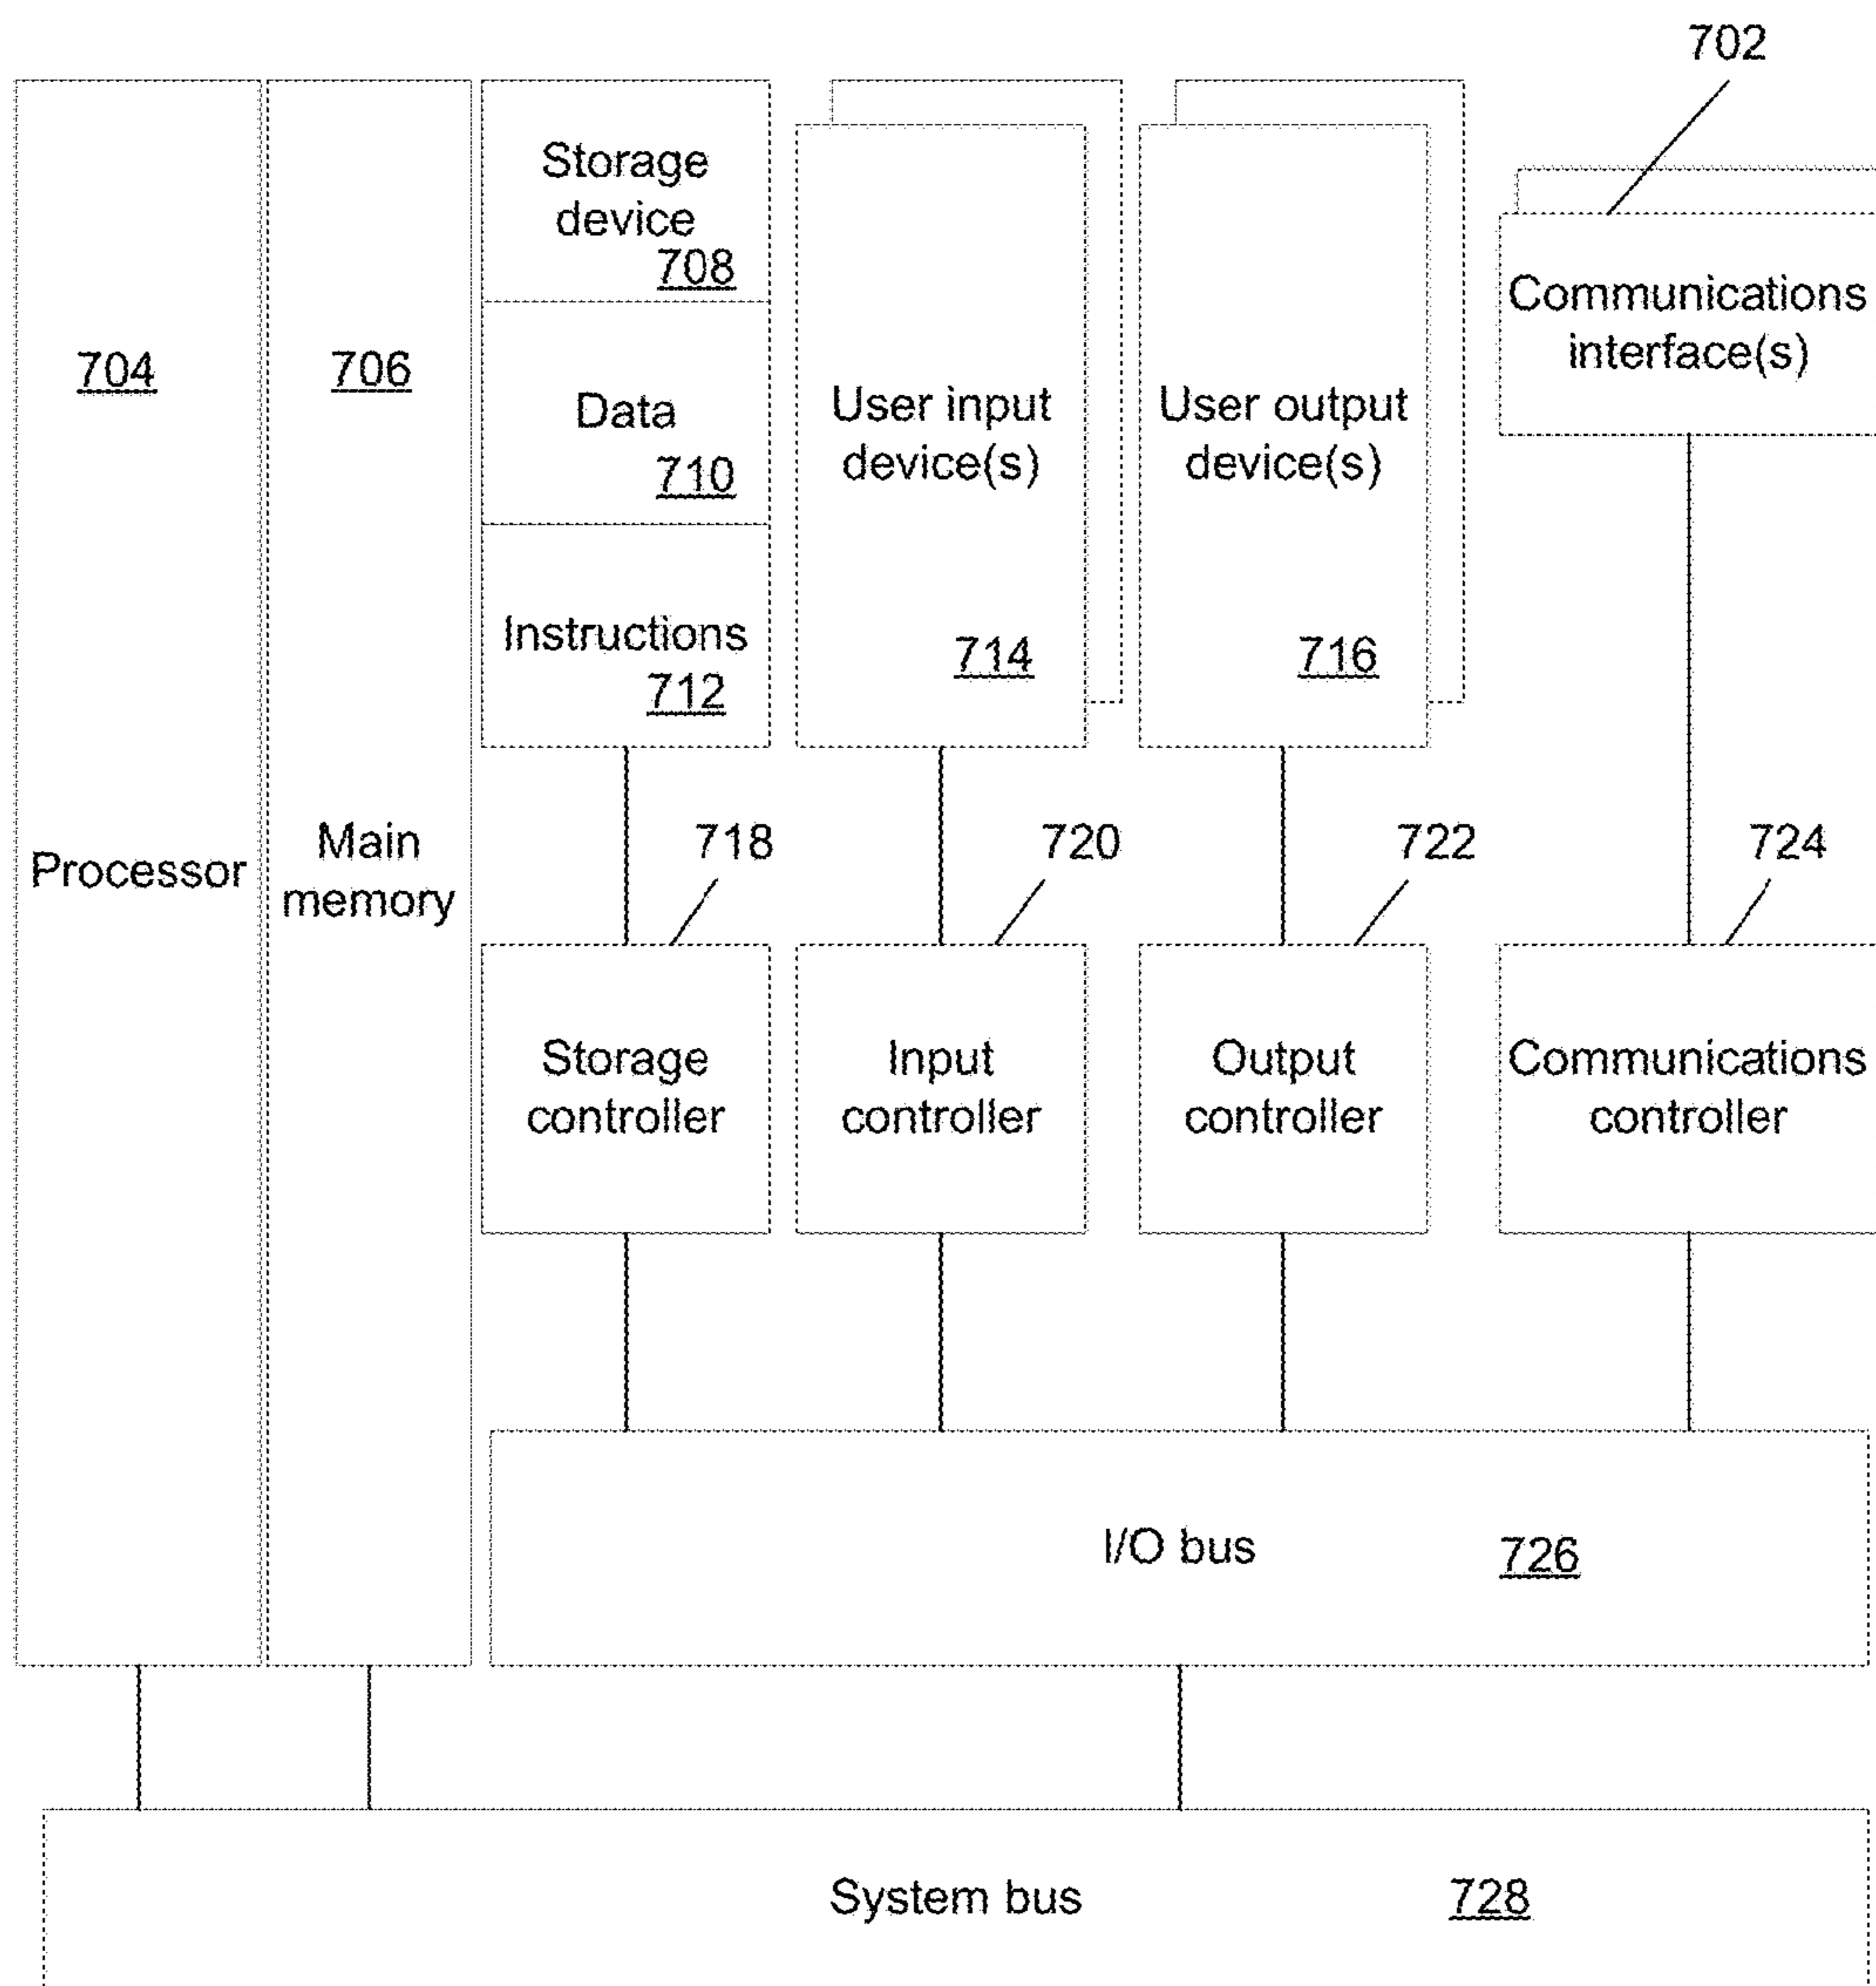 702
Storage
device
708
Communications
interface(s)
704
706
Data
710
User input
device(s)
User output
device(s)
Instructions
712
714
716
Processor
Main
memory
718
720
722
724
Storage
controller
Input
controller
Output
controller
Communications
controller
I/O bus
726
System bus
728